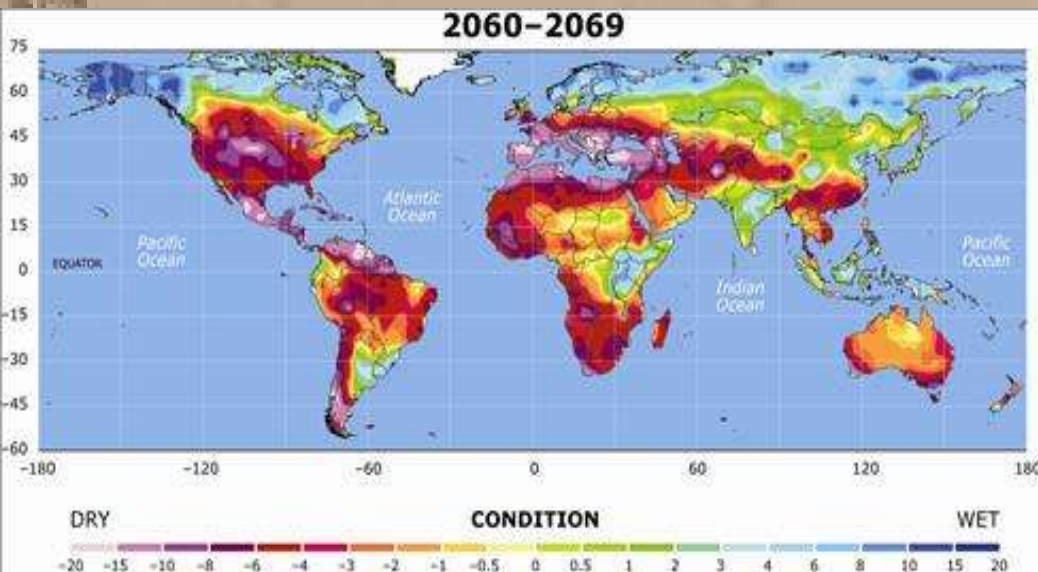 2060–2069
75
60
45
30
15
0
-15
-30
-45
-60
Atlantic
Ocean
Pacific
Ocean
EQUATOR
Indian
Ocean
Pacific
Ocean
-180 -120 -60 0 60 120 180
DRY CONDITION WET
-20 -15 -10 -8 -6 -4 -3 -2 -1 -0.5 0 0.5 1 2 3 4 6 8 10 15 20